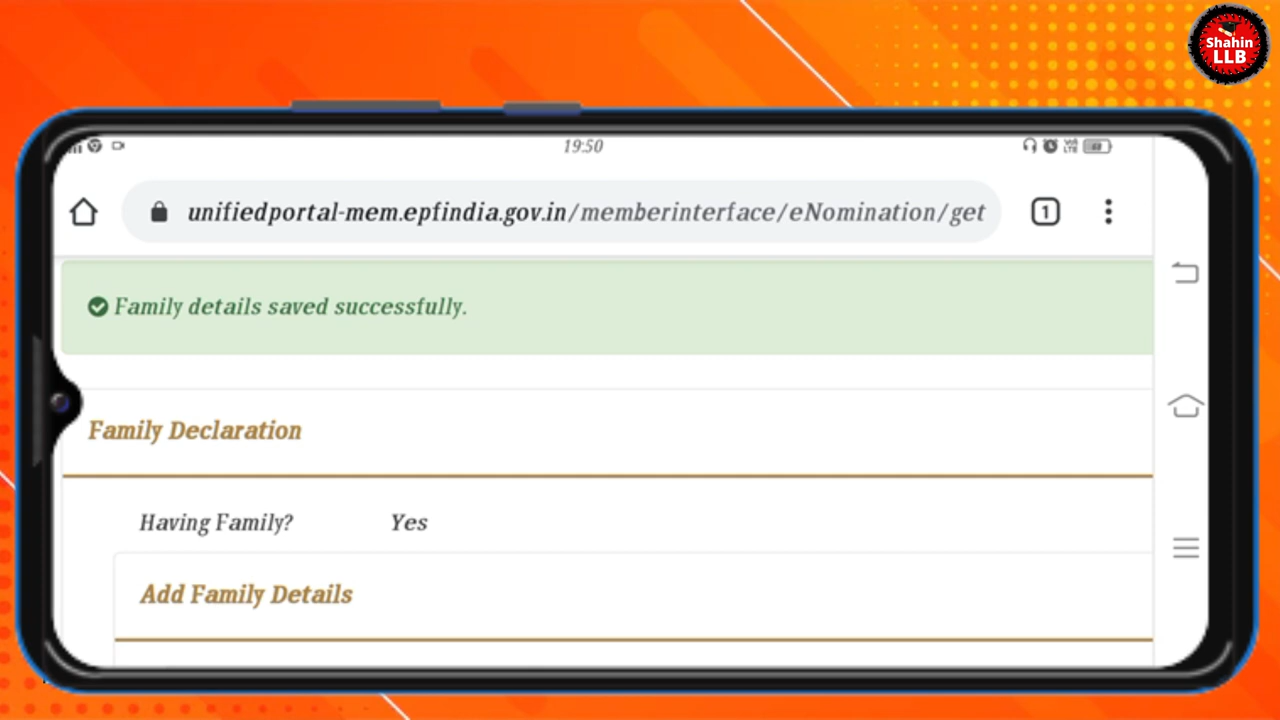 Shahin
LLB
19:50
unifiedportal-mem.epfindia.gov.in/memberinterface/eNomination/get
1
Family details saved successfully.
Family Declaration
Having Family? Yes
Add Family Details